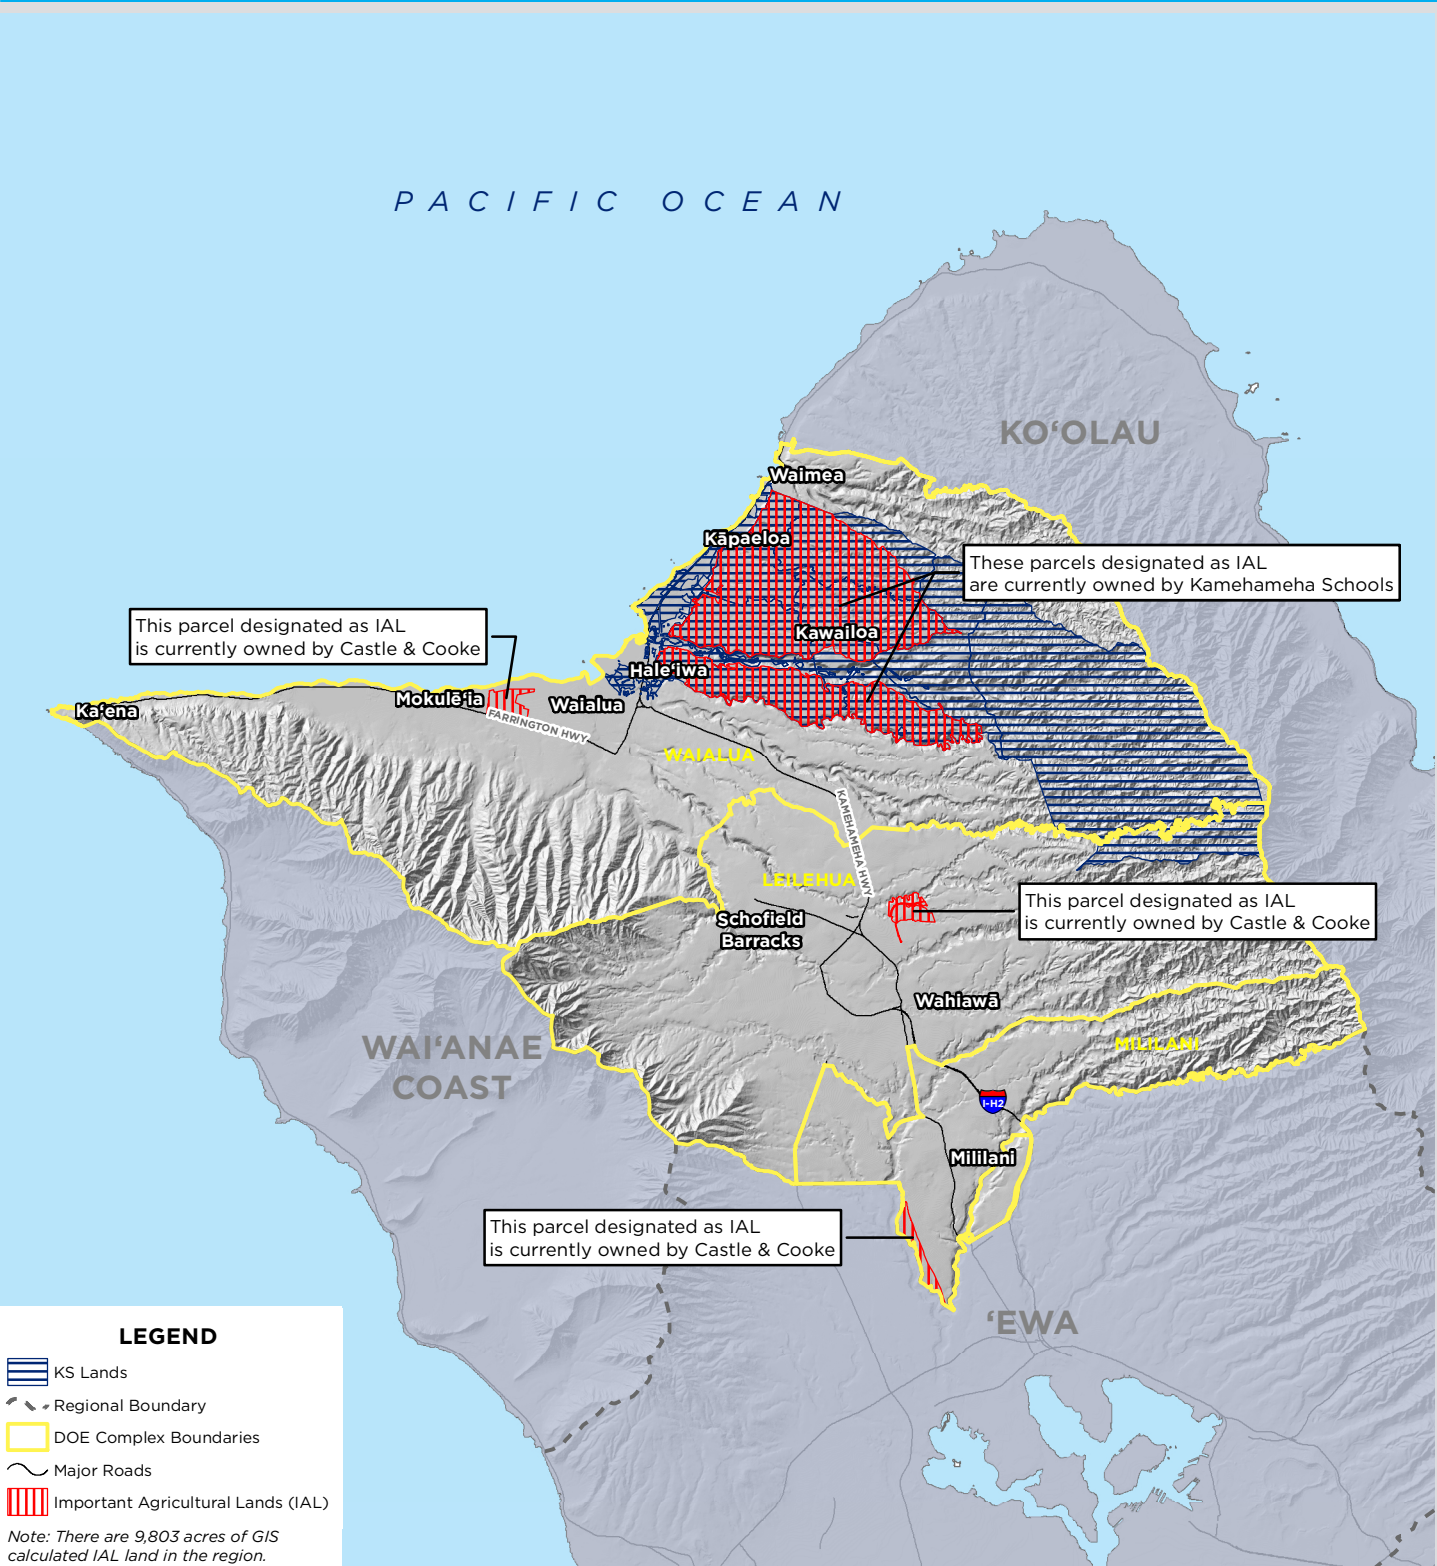 PACIFIC OCEAN
KO‘OLAU
Waimea
Kāpaeloa
These parcels designated as IAL
are currently owned by Kamehameha Schools
This parcel designated as IAL
is currently owned by Castle & Cooke
Kawailoa
Hale‘iwa
Mokulē‘ia
Waialua
Ka‘ena
FARRINGTON HWY
WAIALUA
KAMEHAMEHA HWY
LEILEHUA
This parcel designated as IAL
is currently owned by Castle & Cooke
Schofield
Barracks
Wahiawā
WAI‘ANAE
COAST
MILILANI
I-H2
Mililani
This parcel designated as IAL
is currently owned by Castle & Cooke
‘EWA
LEGEND
KS Lands
Regional Boundary
DOE Complex Boundaries
Major Roads
Important Agricultural Lands (IAL)
Note: There are 9,803 acres of GIS
calculated IAL land in the region.